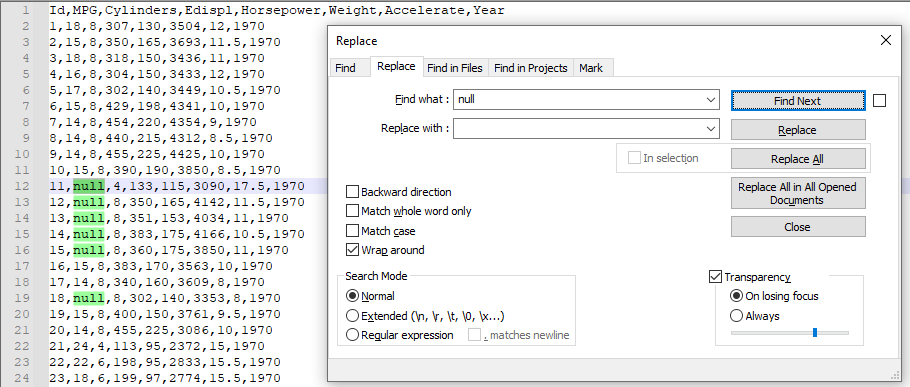 1 Id,MPG,Cylinders,Edispl,Horsepower,Weight,Accelerate,Year
2 1,18,8,307,130,3504,12,1970
3 2,15,8,350,165,3693,11.5,1970
4 3,18,8,318,150,3436,11,1970
5 4,16,8,304,150,3433,12,1970
6 5,17,8,302,140,3449,10.5,1970
7 6,15,8,429,198,4341,10,1970
8 7,14,8,454,220,4354,9,1970
9 8,14,8,440,215,4312,8.5,1970
10 9,14,8,455,225,4425,10,1970
11 10,15,8,390,190,3850,8.5,1970
12 11,null,4,133,115,3090,17.5,1970
13 12,null,8,350,165,4142,11.5,1970
14 13,null,8,351,153,4034,11,1970
15 14,null,8,383,175,4166,10.5,1970
16 15,null,8,360,175,3850,11,1970
17 16,15,8,383,170,3563,10,1970
18 17,14,8,340,160,3609,8,1970
19 18,null,8,302,140,3353,8,1970
20 19,15,8,400,150,3761,9.5,1970
21 20,14,8,455,225,3086,10,1970
22 21,24,4,113,95,2372,15,1970
23 22,22,6,198,95,2833,15.5,1970
24 23,18,6,199,97,2774,15.5,1970
Replace
Find Replace Find in Files Find in Projects Mark
Find what : null Find Next
Replace with : Replace
In selection Replace All
Replace All in All Opened
Documents
Close
Backward direction
Match whole word only
Match case
Wrap around
Search Mode
Normal
Extended (\n, \r, \t, \0, \x...)
Regular expression . matches newline
Transparency
On losing focus
Always